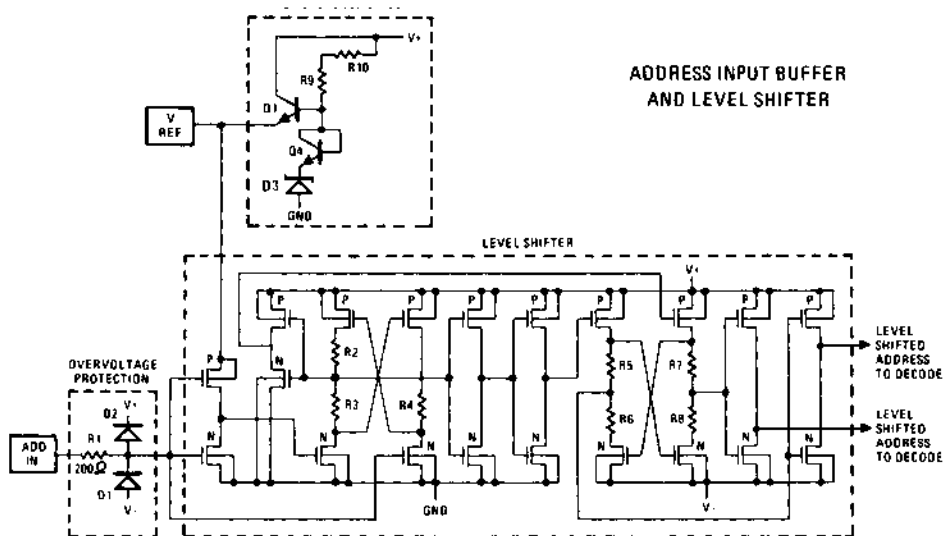 V+
R9
R10
ADDRESS INPUT BUFFER
AND LEVEL SHIFTER
V
REF
Q4
D3
GND
LEVEL SHIFTER
V+
P
P
P
P
P
P
P
P
P
LEVEL
SHIFTED
ADDRESS
TO DECODE
OVERVOLTAGE
PROTECTION
P
N
R2
R5
R7
V+
D2
R3
R4
R6
R8
LEVEL
SHIFTED
ADDRESS
TO DECODE
ADD
IN
R1
200Ω
N
N
N
N
N
N
N
N
N
D1
V-
GND
V-